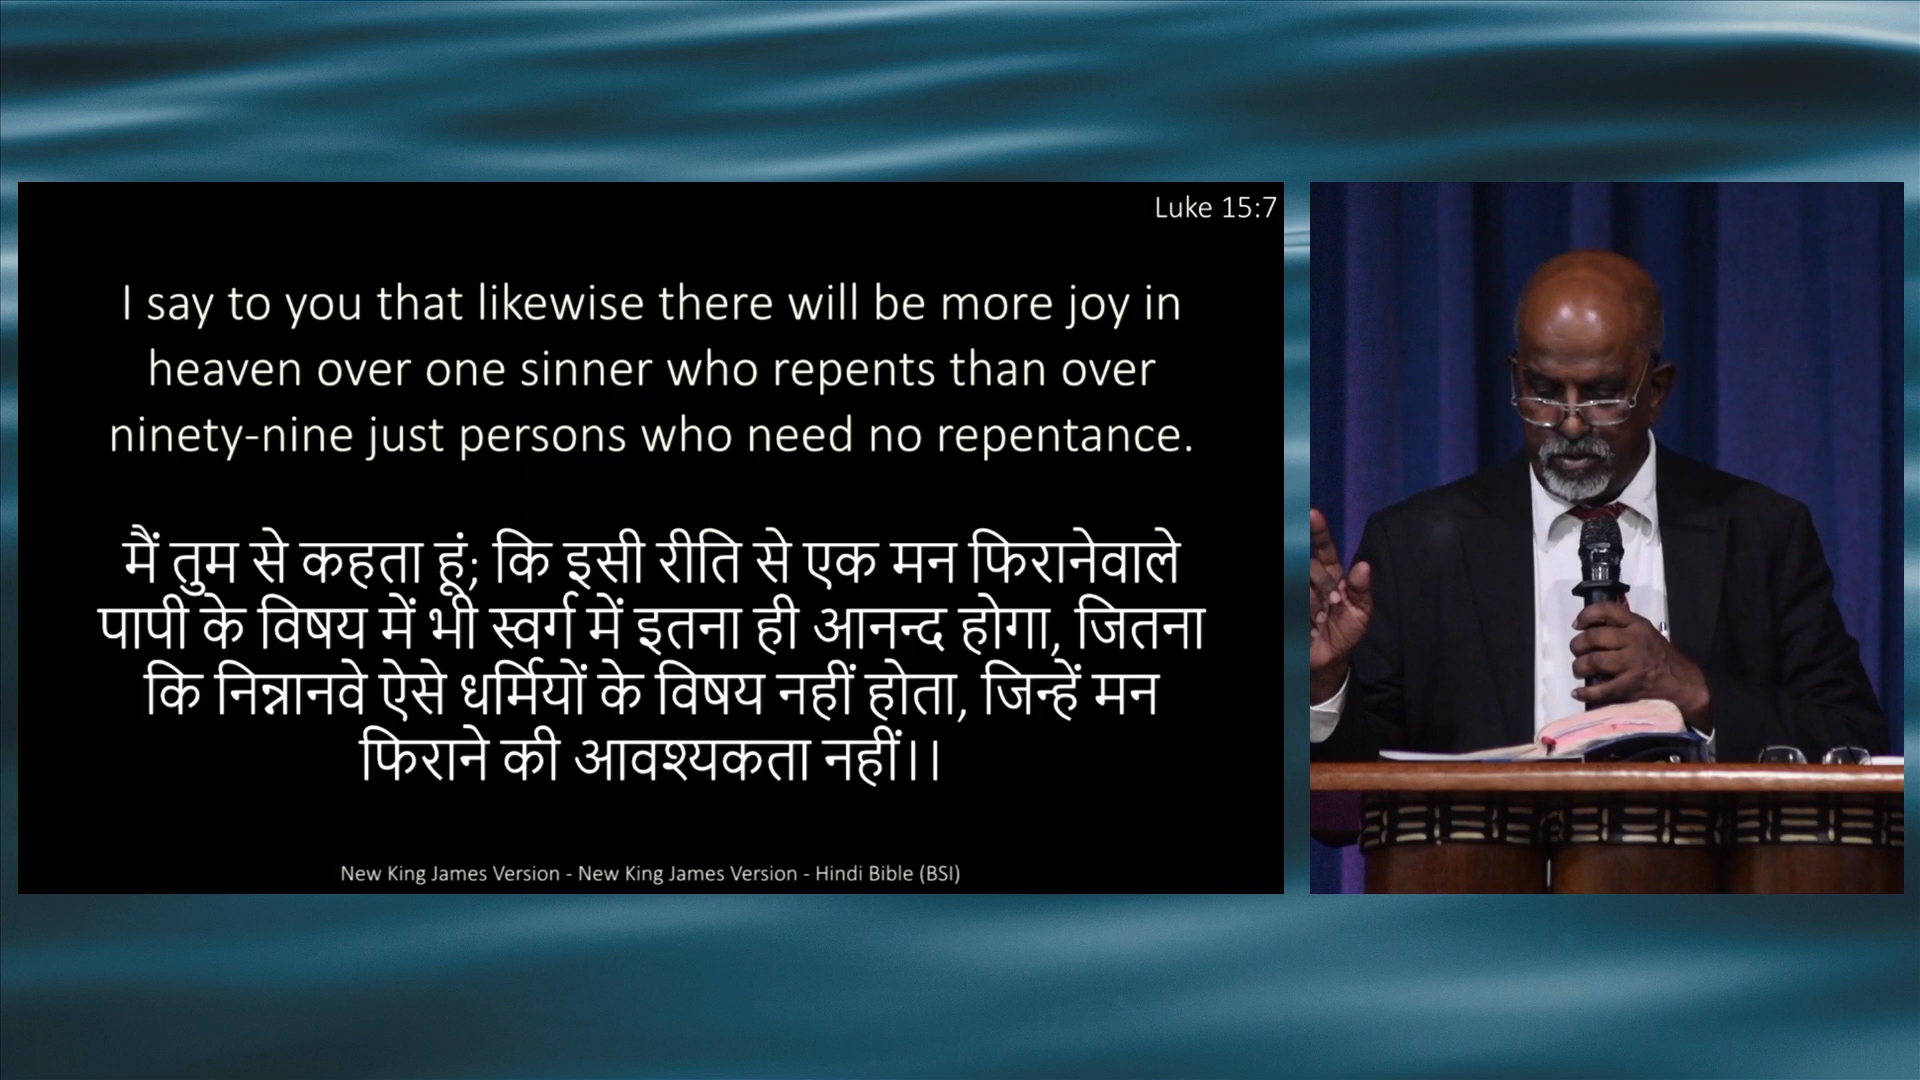 Luke 15:7
I say to you that likewise there will be more joy in
heaven over one sinner who repents than over
ninety-nine just persons who need no repentance.
मैं तुम से कहता हूं; कि इसी रीति से एक मन फिरानेवाले
पापी के विषय में भी स्वर्ग में इतना ही आनन्द होगा, जितना
कि निन्नानवे ऐसे धर्मियों के विषय नहीं होता, जिन्हें मन
फिराने की आवश्यकता नहीं।।
New King James Version - New King James Version - Hindi Bible (BSI)